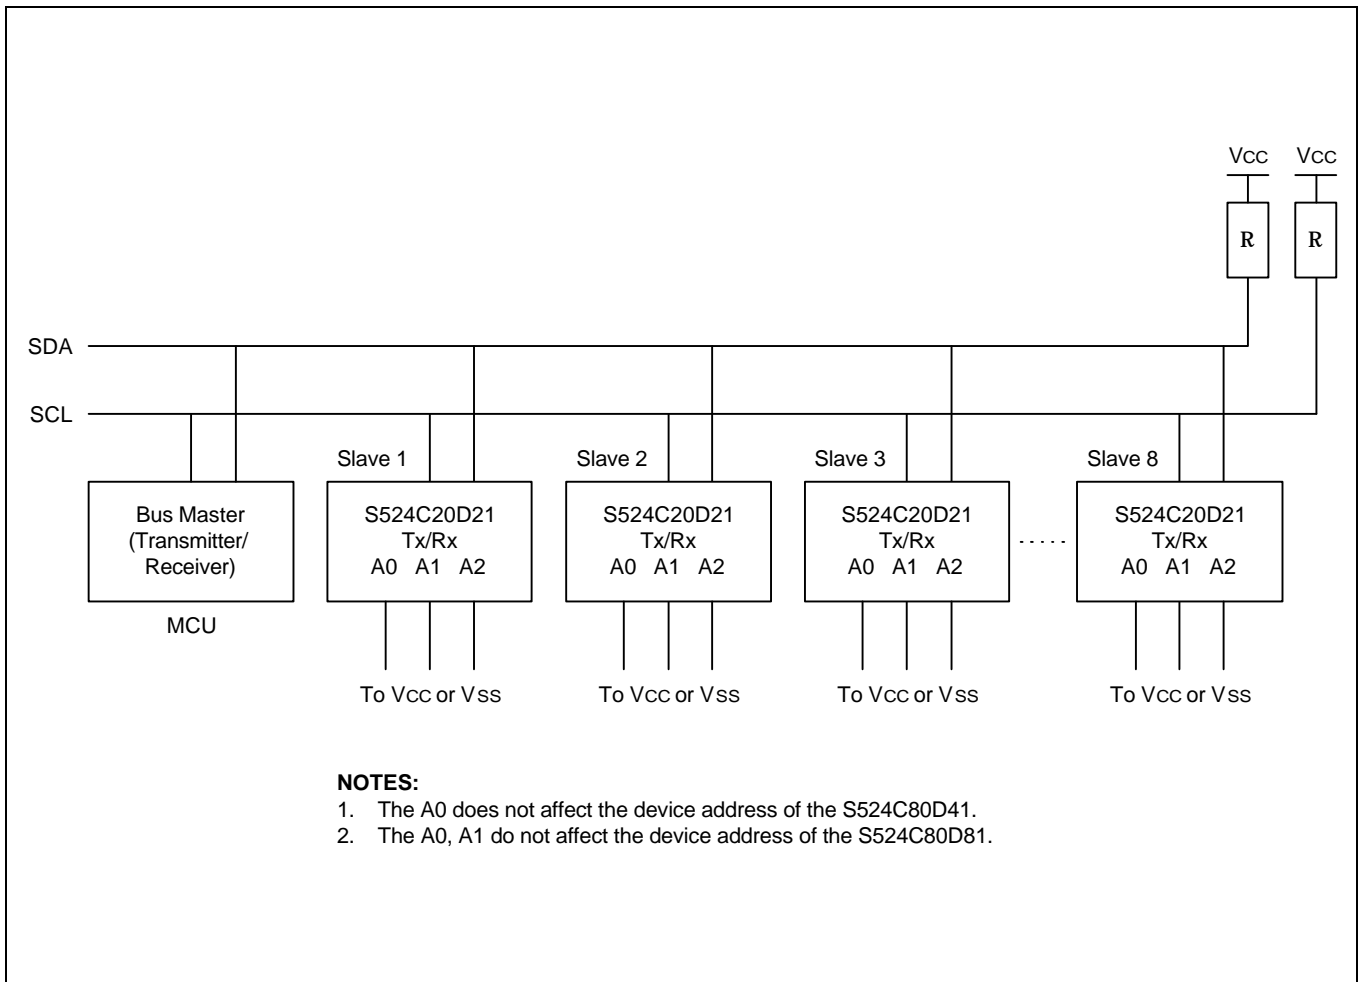 VCC VCC
R R
SDA
SCL
Slave 1 Slave 2 Slave 3 Slave 8
Bus Master
(Transmitter/
Receiver)
MCU
S524C20D21
Tx/Rx
A0 A1 A2
To VCC or VSS
S524C20D21
Tx/Rx
A0 A1 A2
To VCC or VSS
S524C20D21
Tx/Rx
A0 A1 A2
To VCC or VSS
.....
S524C20D21
Tx/Rx
A0 A1 A2
To VCC or VSS
NOTES:
1. The A0 does not affect the device address of the S524C80D41.
2. The A0, A1 do not affect the device address of the S524C80D81.